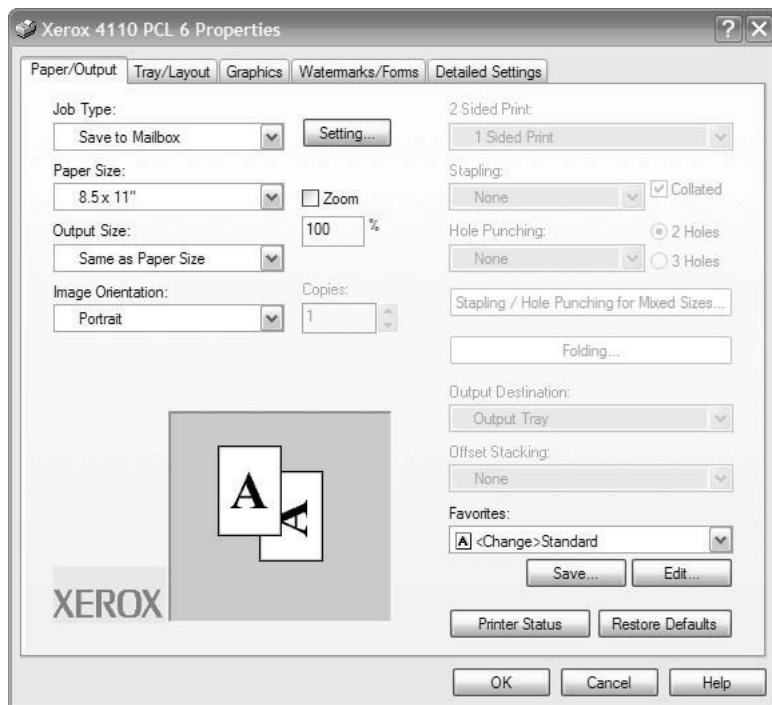 Xerox 4110 PCL 6 Properties
Paper/Output
Tray/Layout
Graphics
Watermarks/Forms
Detailed Settings
Job Type:
Save to Mailbox
Setting...
Paper Size:
8.5 x 11"
Zoom
100 %
Output Size:
Same as Paper Size
Image Orientation:
Portrait
Copies:
1
A
A
XEROX
2 Sided Print:
1 Sided Print
Stapling:
None
Collated
Hole Punching:
None
2 Holes
3 Holes
Stapling / Hole Punching for Mixed Sizes...
Folding...
Output Destination:
Output Tray
Offset Stacking:
None
Favorites:
A <Change>Standard
Save...
Edit...
Printer Status
Restore Defaults
OK
Cancel
Help